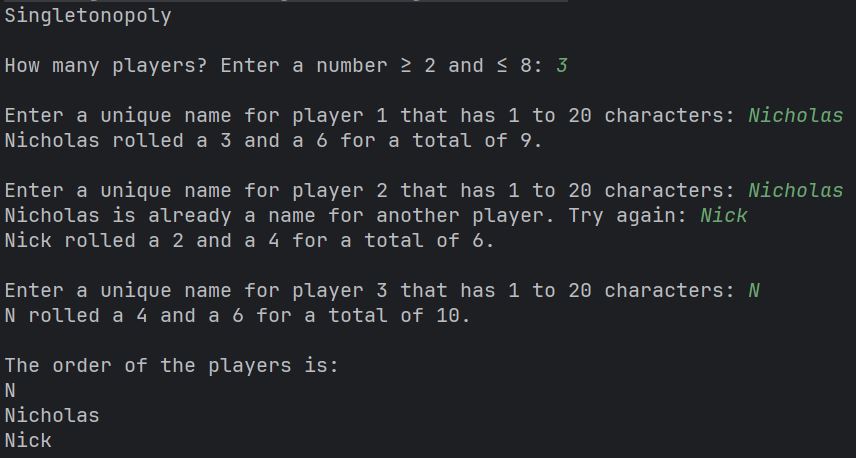 Singletonopoly
How many players? Enter a number ≥ 2 and ≤ 8: 3
Enter a unique name for player 1 that has 1 to 20 characters: Nicholas
Nicholas rolled a 3 and a 6 for a total of 9.
Enter a unique name for player 2 that has 1 to 20 characters: Nicholas
Nicholas is already a name for another player. Try again: Nick
Nick rolled a 2 and a 4 for a total of 6.
Enter a unique name for player 3 that has 1 to 20 characters: N
N rolled a 4 and a 6 for a total of 10.
The order of the players is:
N
Nicholas
Nick